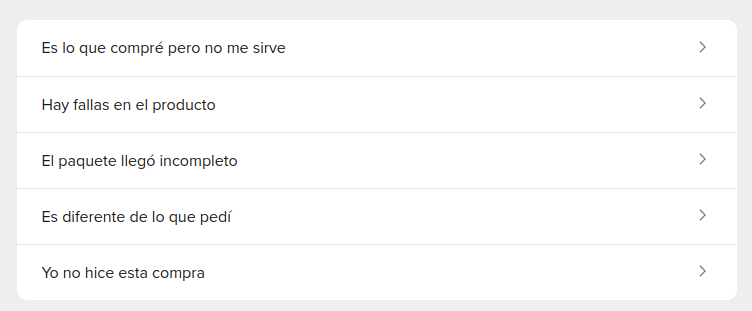 Es lo que compré pero no me sirve
Hay fallas en el producto
El paquete llegó incompleto
Es diferente de lo que pedí
Yo no hice esta compra